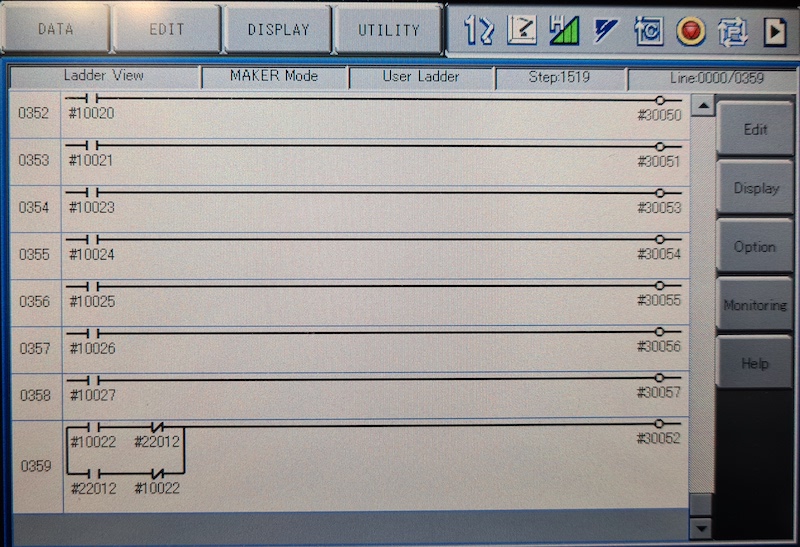 DATA EDIT DISPLAY UTILITY
Ladder View MAKER Mode User Ladder Step:1519 Line:0000/0359
0352 #10020 #30050
Edit
0353 #10021 #30051
Display
0354 #10023 #30053
Option
0355 #10024 #30054
0356 #10025 #30055
Monitoring
0357 #10026 #30056
Help
0358 #10027 #30057
#10022 #22012 #30052
0359
#22012 #10022